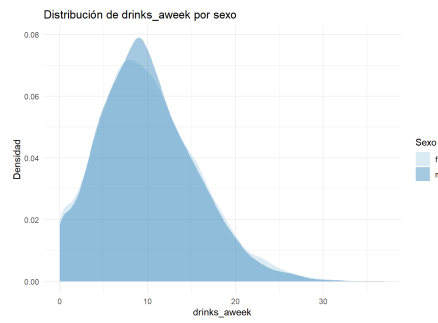 Distribución de drinks_aweek por sexo
0.08
0.06
0.04
0.02
0.00
Densidad
0
10
20
30
drinks_aweek
Sexo
f